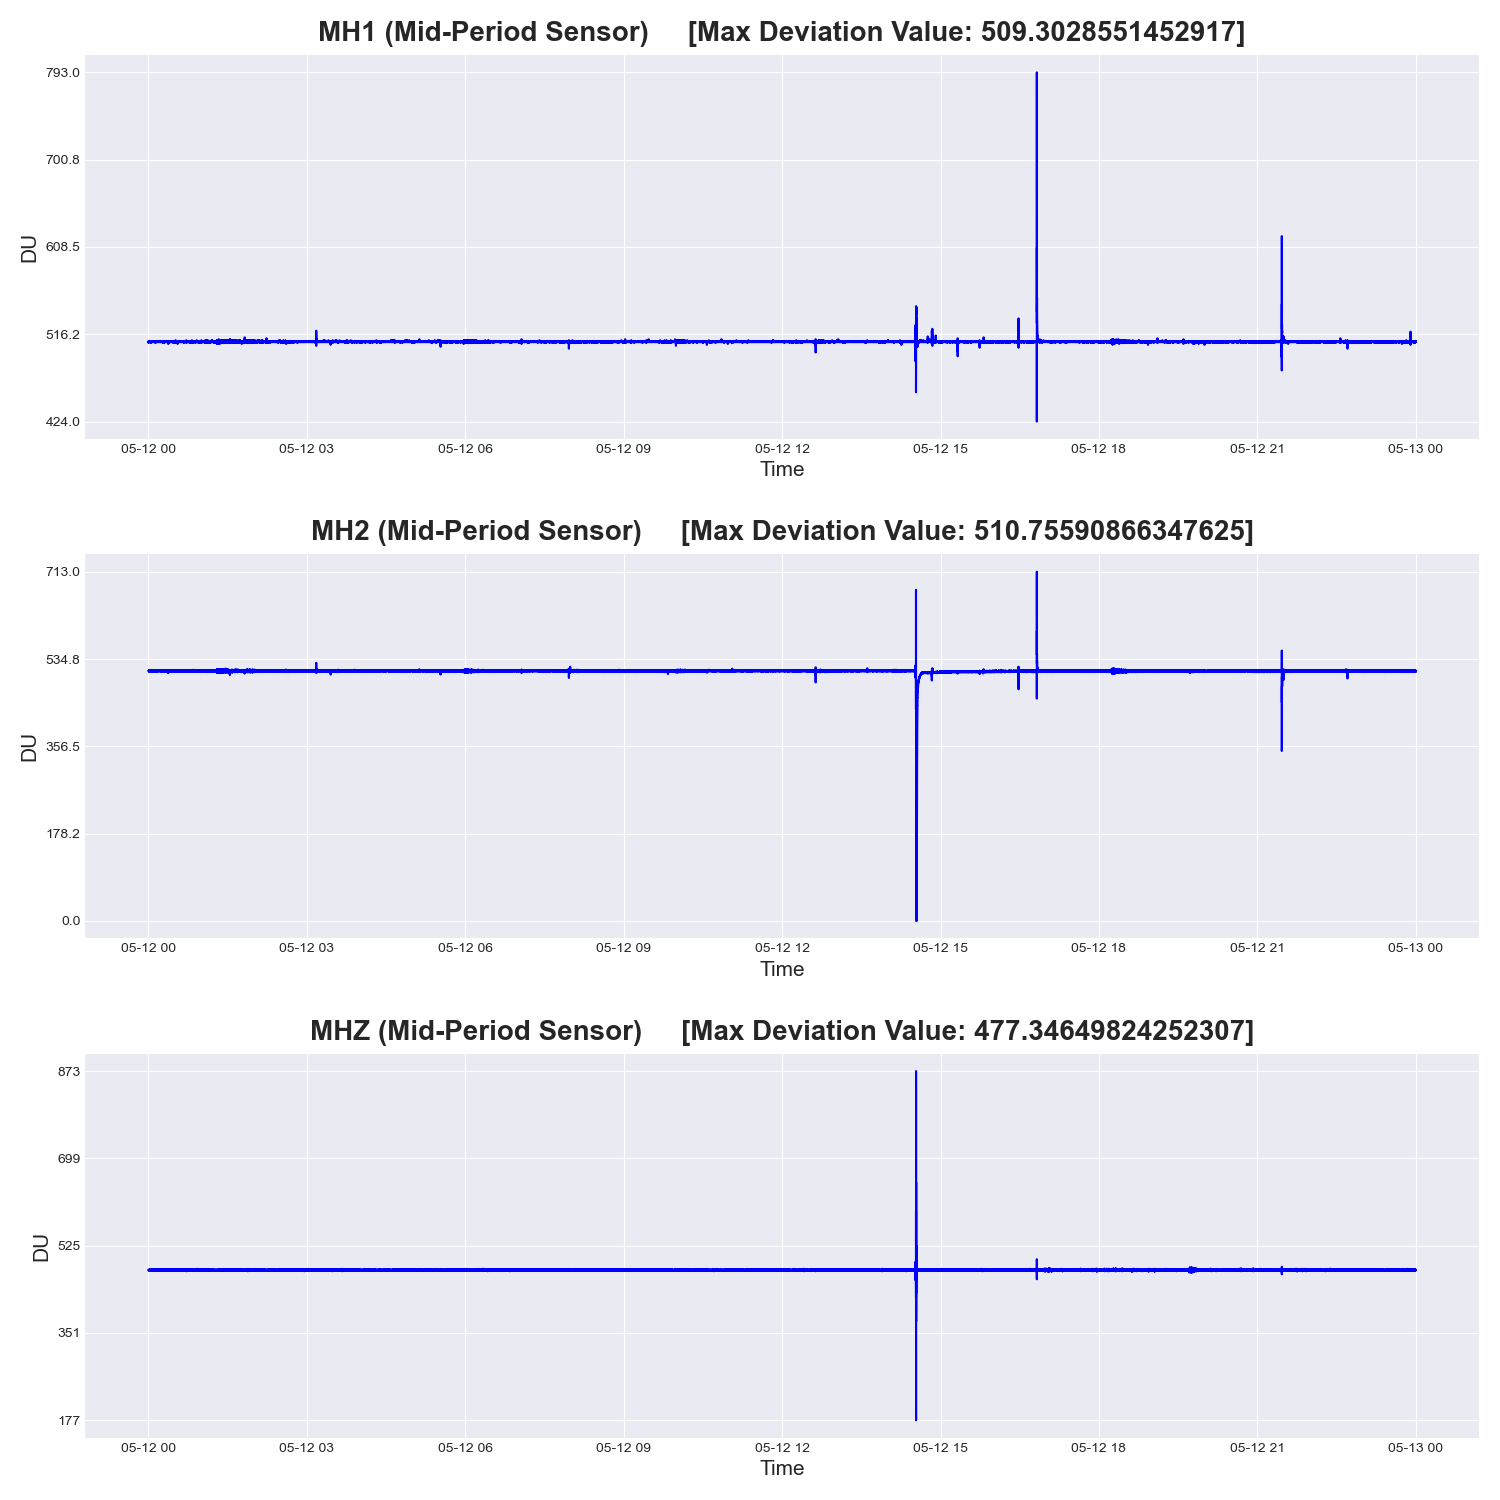 MH1 (Mid-Period Sensor) [Max Deviation Value: 509.3028551452917]
793.0
700.8
608.5
516.2
424.0
DU
05-12 00 05-12 03 05-12 06 05-12 09 05-12 12 05-12 15 05-12 18 05-12 21 05-13 00
Time
MH2 (Mid-Period Sensor) [Max Deviation Value: 510.75590866347625]
713.0
534.8
356.5
178.2
0.0
DU
05-12 00 05-12 03 05-12 06 05-12 09 05-12 12 05-12 15 05-12 18 05-12 21 05-13 00
Time
MHZ (Mid-Period Sensor) [Max Deviation Value: 477.34649824252307]
873
699
525
351
177
DU
05-12 00 05-12 03 05-12 06 05-12 09 05-12 12 05-12 15 05-12 18 05-12 21 05-13 00
Time